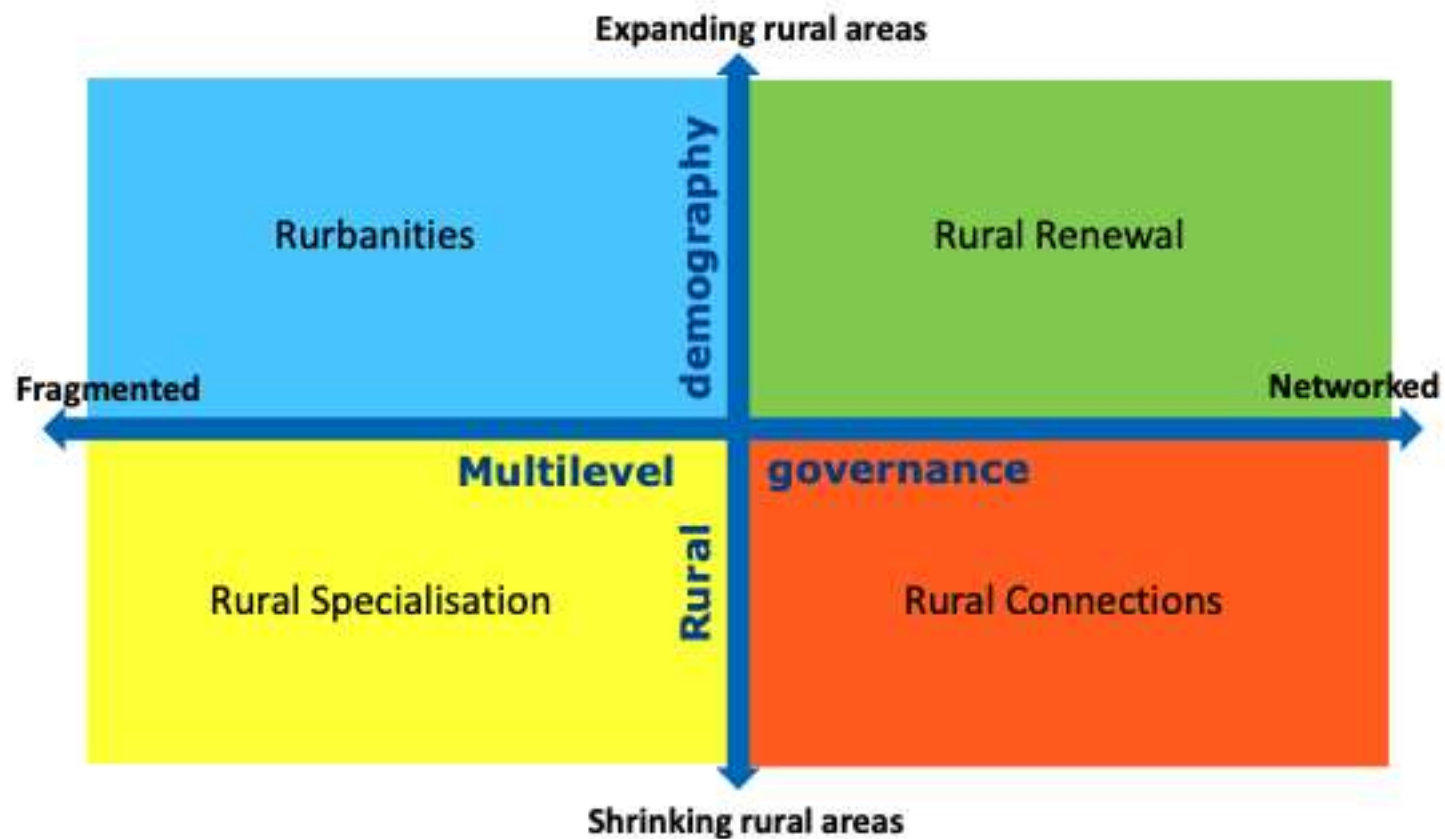 Expanding rural areas
Rurbanities
demography
Rural Renewal
Fragmented
Networked
Multilevel governance
Rural Specialisation
Rural
Rural Connections
Shrinking rural areas